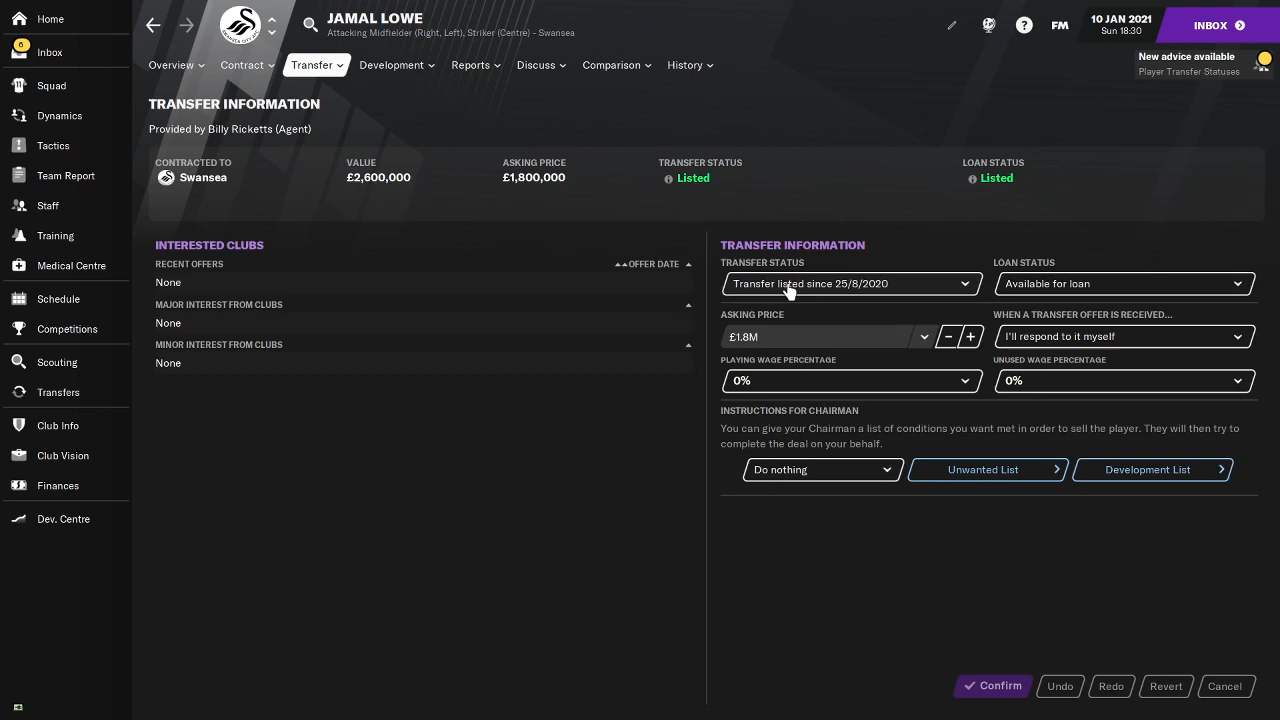 Home
6
Inbox
11
Squad
Dynamics
Tactics
Team Report
Staff
Training
Medical Centre
Schedule
Competitions
Scouting
Transfers
Club Info
Club Vision
Finances
Dev. Centre
JAMAL LOWE
Attacking Midfielder (Right, Left), Striker (Centre) - Swansea
?
FM
10 JAN 2021
Sun 18:30
INBOX
Overview
Contract
Transfer
Development
Reports
Discuss
Comparison
History
New advice available
Player Transfer Statuses
TRANSFER INFORMATION
Provided by Billy Ricketts (Agent)
CONTRACTED TO
VALUE
ASKING PRICE
TRANSFER STATUS
LOAN STATUS
Swansea
£2,600,000
£1,800,000
Listed
Listed
INTERESTED CLUBS
RECENT OFFERS
OFFER DATE
None
MAJOR INTEREST FROM CLUBS
None
MINOR INTEREST FROM CLUBS
None
TRANSFER INFORMATION
TRANSFER STATUS
LOAN STATUS
Transfer listed since 25/8/2020
Available for loan
ASKING PRICE
WHEN A TRANSFER OFFER IS RECEIVED...
£1.8M
I'll respond to it myself
PLAYING WAGE PERCENTAGE
UNUSED WAGE PERCENTAGE
0%
0%
INSTRUCTIONS FOR CHAIRMAN
You can give your Chairman a list of conditions you want met in order to sell the player. They will then try to
complete the deal on your behalf.
Do nothing
Unwanted List
Development List
Confirm
Undo
Redo
Revert
Cancel